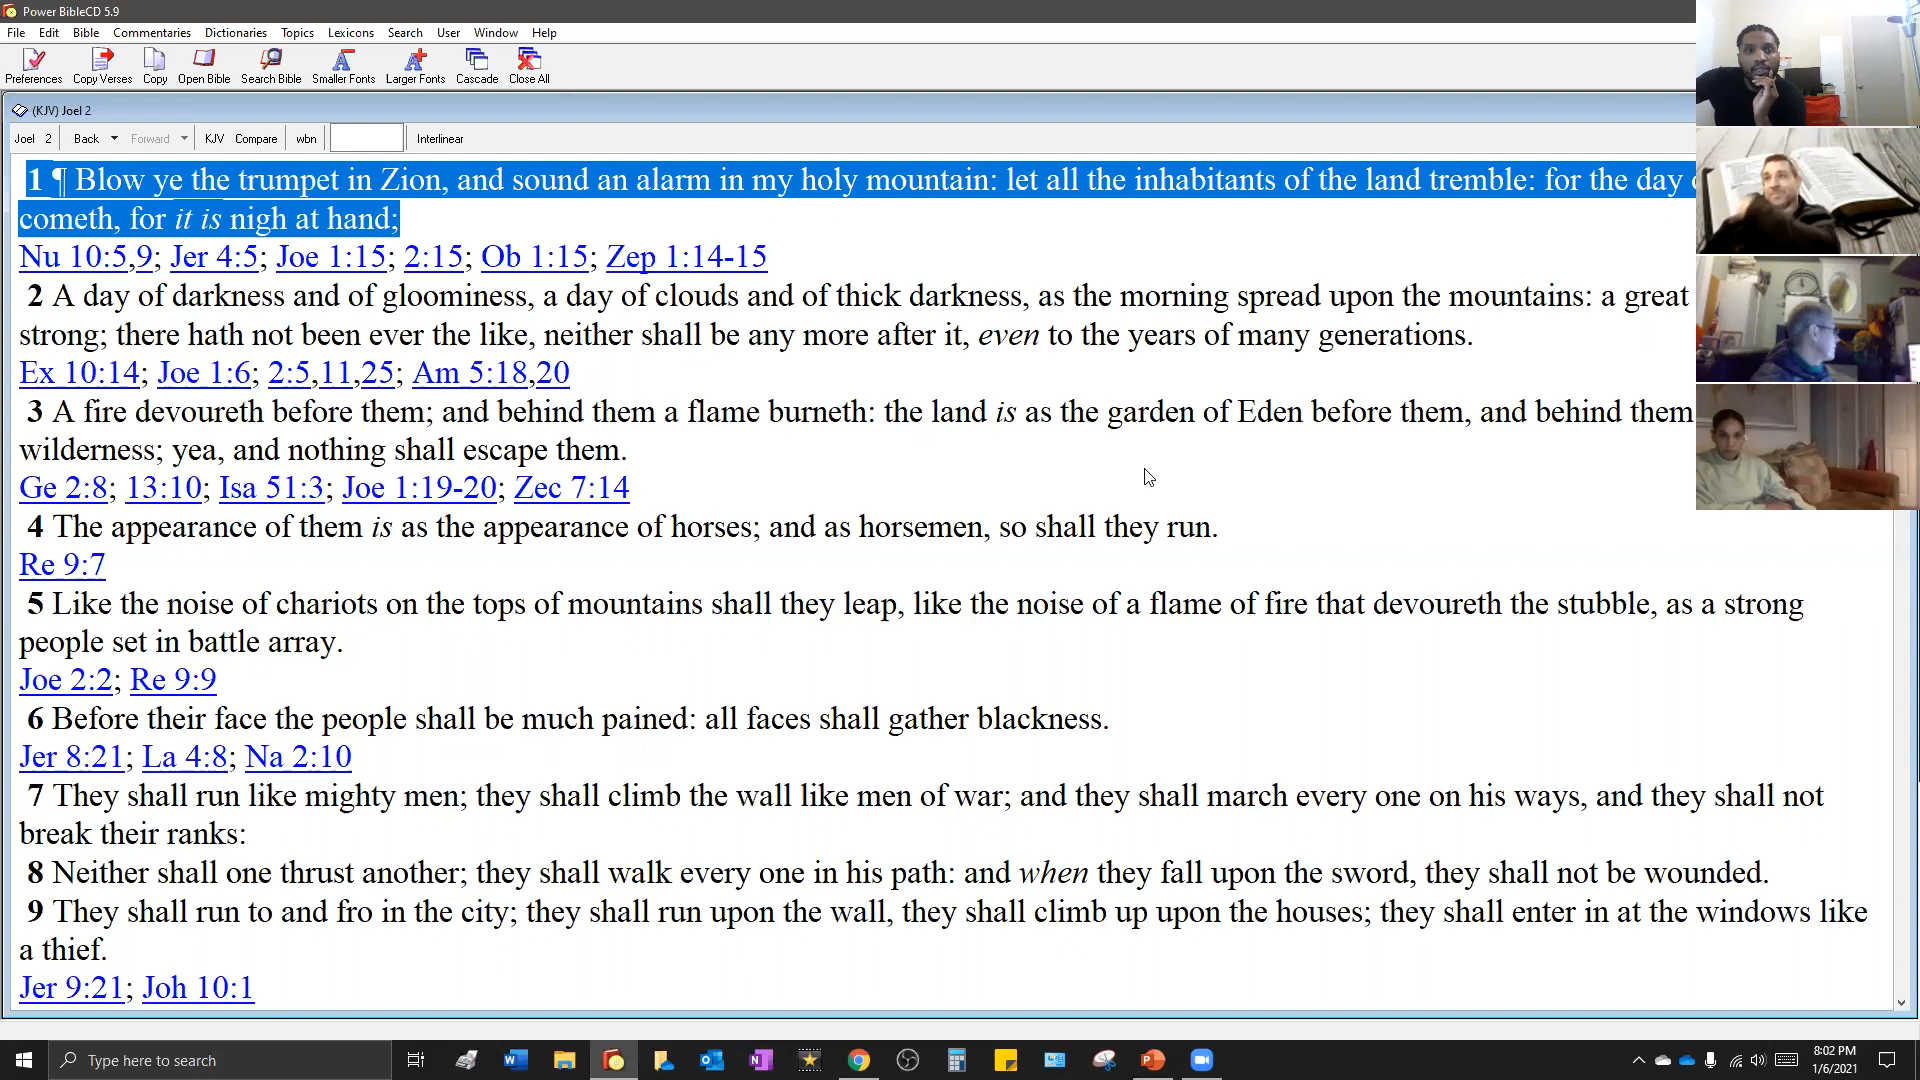 Power BibleCD 5.9
File Edit Bible Commentaries Dictionaries Topics Lexicons Search User Window Help
Preferences Copy Verses Copy Open Bible Search Bible Smaller Fonts Larger Fonts Cascade Close All
(KJV) Joel 2
Joel 2 Back Forward KJV Compare wbn Interlinear
1 ¶ Blow ye the trumpet in Zion, and sound an alarm in my holy mountain: let all the inhabitants of the land tremble: for the day
cometh, for it is nigh at hand;
Nu 10:5,9; Jer 4:5; Joe 1:15; 2:15; Ob 1:15; Zep 1:14-15
2 A day of darkness and of gloominess, a day of clouds and of thick darkness, as the morning spread upon the mountains: a great
strong; there hath not been ever the like, neither shall be any more after it, even to the years of many generations.
Ex 10:14; Joe 1:6; 2:5,11,25; Am 5:18,20
3 A fire devoureth before them; and behind them a flame burneth: the land is as the garden of Eden before them, and behind them
wilderness; yea, and nothing shall escape them.
Ge 2:8; 13:10; Isa 51:3; Joe 1:19-20; Zec 7:14
4 The appearance of them is as the appearance of horses; and as horsemen, so shall they run.
Re 9:7
5 Like the noise of chariots on the tops of mountains shall they leap, like the noise of a flame of fire that devoureth the stubble, as a strong
people set in battle array.
Joe 2:2; Re 9:9
6 Before their face the people shall be much pained: all faces shall gather blackness.
Jer 8:21; La 4:8; Na 2:10
7 They shall run like mighty men; they shall climb the wall like men of war; and they shall march every one on his ways, and they shall not
break their ranks:
8 Neither shall one thrust another; they shall walk every one in his path: and when they fall upon the sword, they shall not be wounded.
9 They shall run to and fro in the city; they shall run upon the wall, they shall climb up upon the houses; they shall enter in at the windows like
a thief.
Jer 9:21; Joh 10:1
Type here to search
8:02 PM
1/6/2021